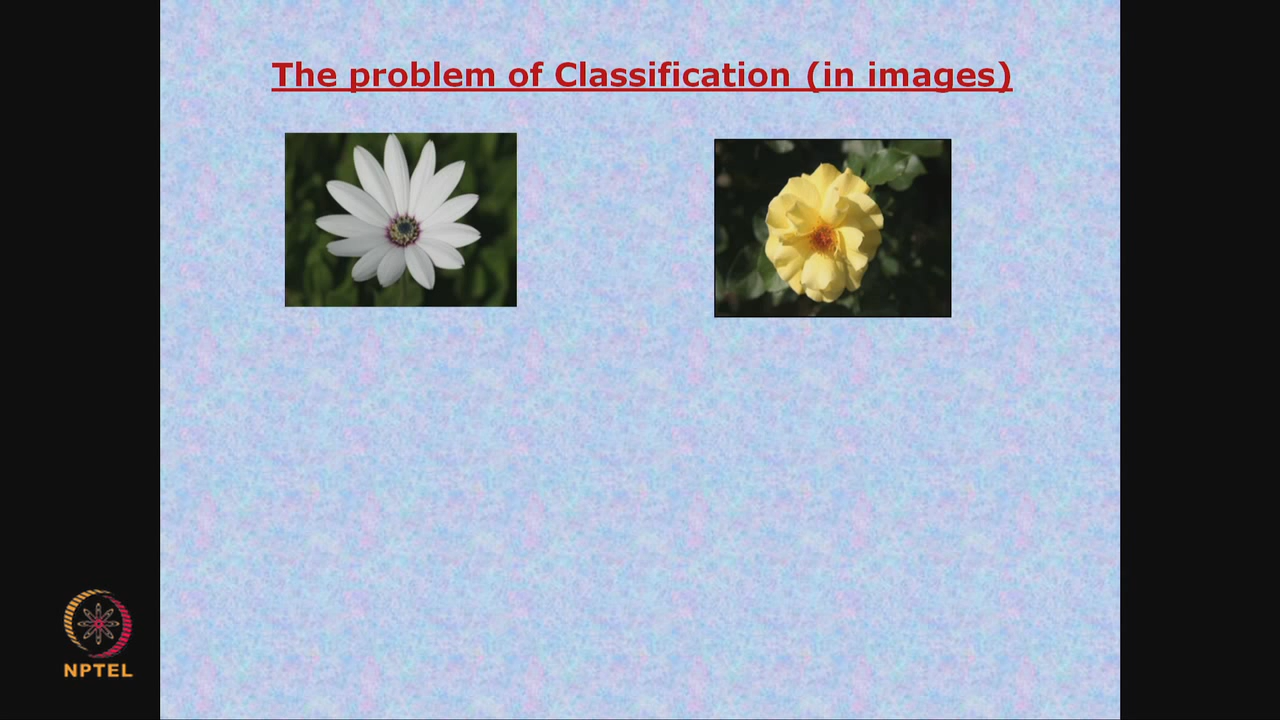 The problem of Classification (in images)
NPTEL